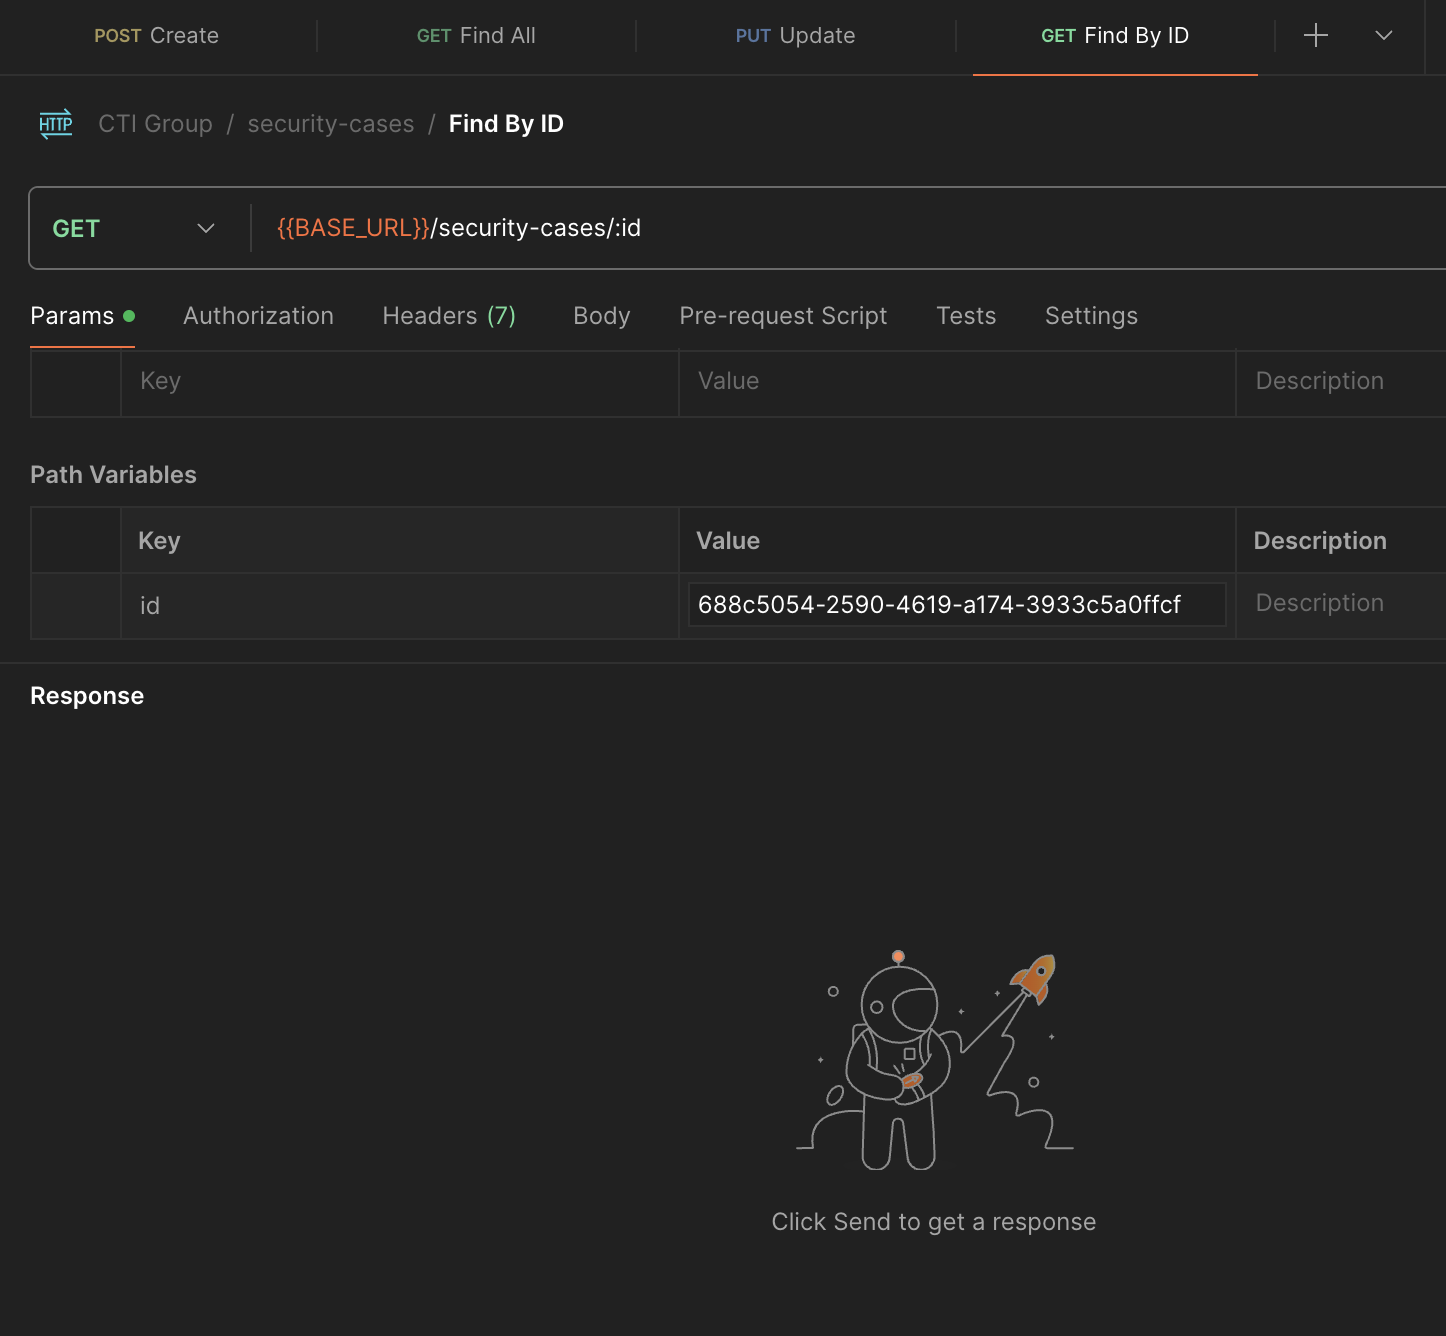 POST Create GET Find All PUT Update GET Find By ID
HTTP CTI Group / security-cases / Find By ID
GET {{BASE_URL}}/security-cases/:id
Params Authorization Headers (7) Body Pre-request Script Tests Settings
Key Value Description
Path Variables
Key Value Description
id 688c5054-2590-4619-a174-3933c5a0ffcf Description
Response
Click Send to get a response